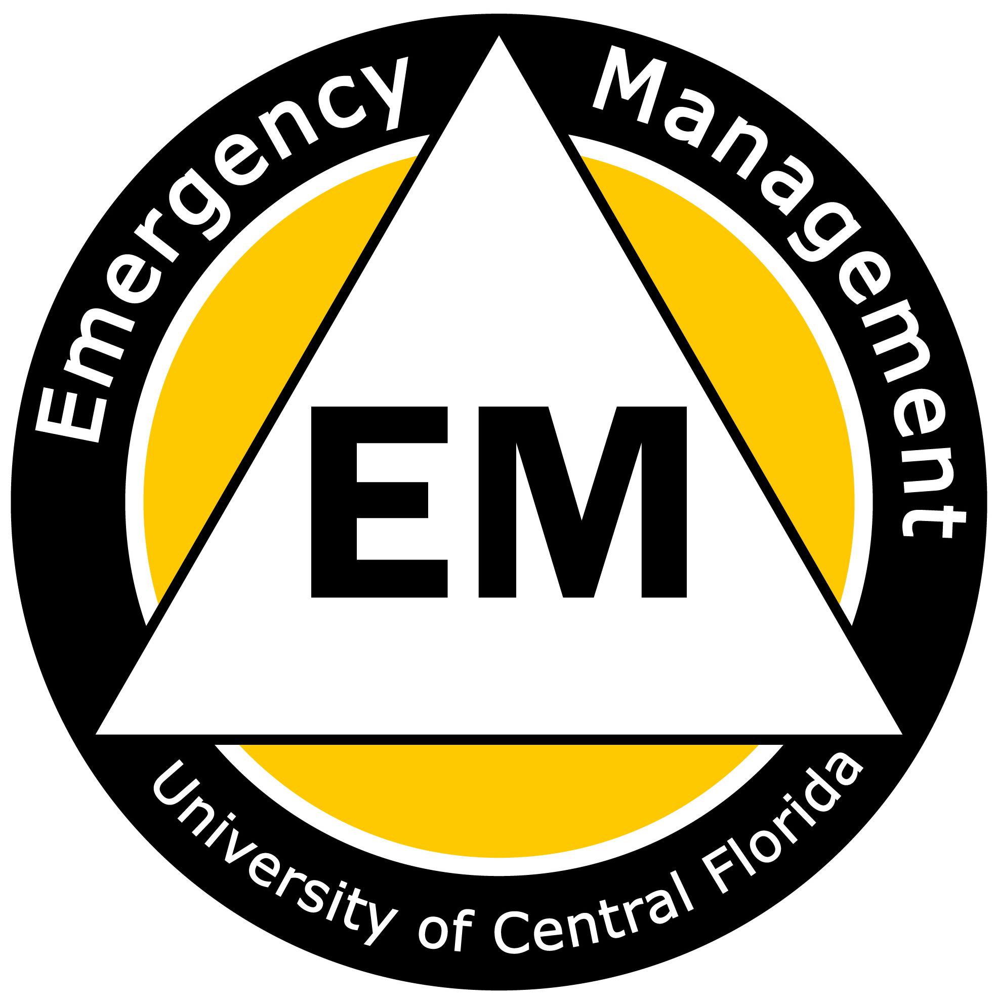 Emergency Management
EM
University of Central Florida